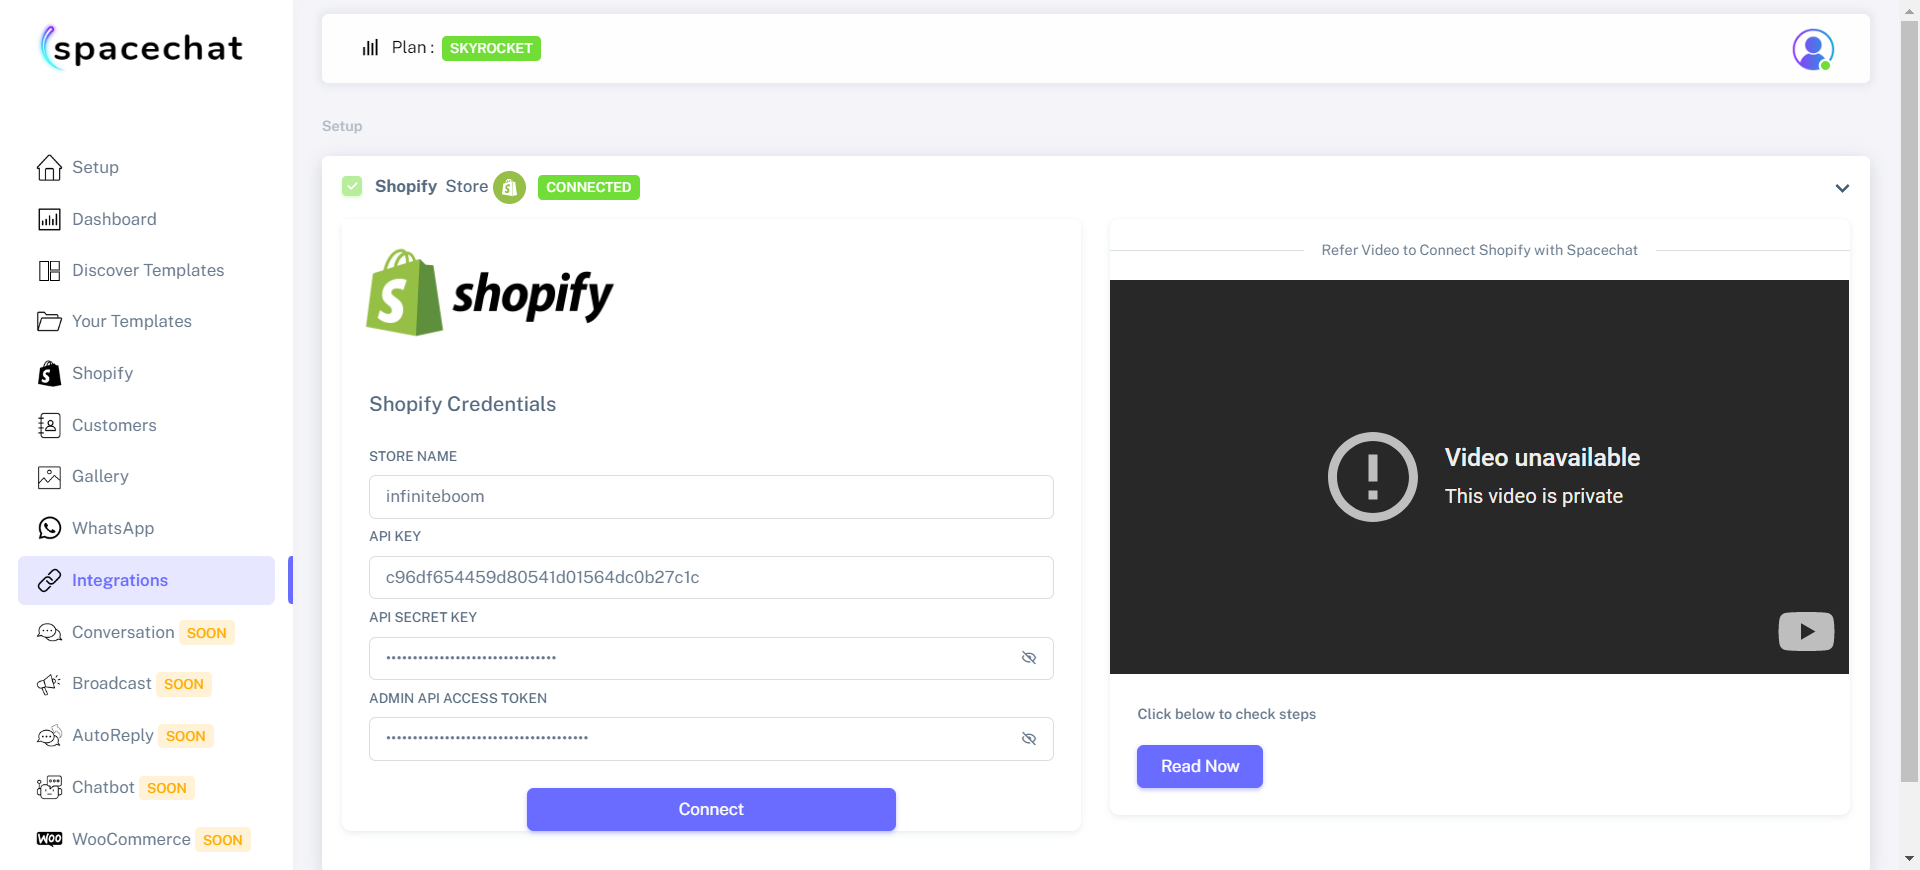 spacechat
Plan : SKYROCKET
Setup
Setup
Dashboard
Discover Templates
Your Templates
Shopify
Customers
Gallery
WhatsApp
Integrations
Conversation SOON
Broadcast SOON
AutoReply SOON
Chatbot SOON
WOO WooCommerce SOON
Shopify Store CONNECTED
shopify
Shopify Credentials
STORE NAME
infiniteboom
API KEY
c96df654459d80541d01564dc0b27c1c
API SECRET KEY
ADMIN API ACCESS TOKEN
Connect
Refer Video to Connect Shopify with Spacechat
Video unavailable
This video is private
Click below to check steps
Read Now